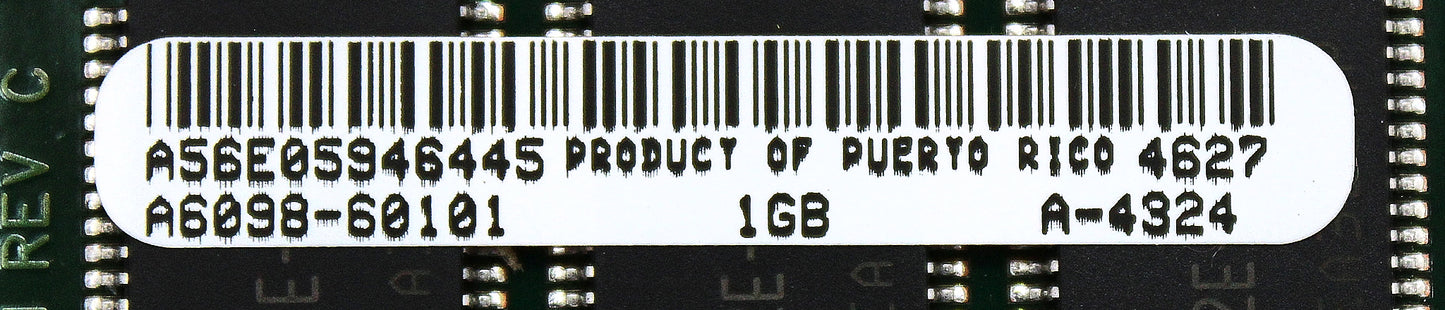 A56E05946445 PRODUCT OF PUERTO RICO 4627
A6098-60101 1GB A-4324
REV C